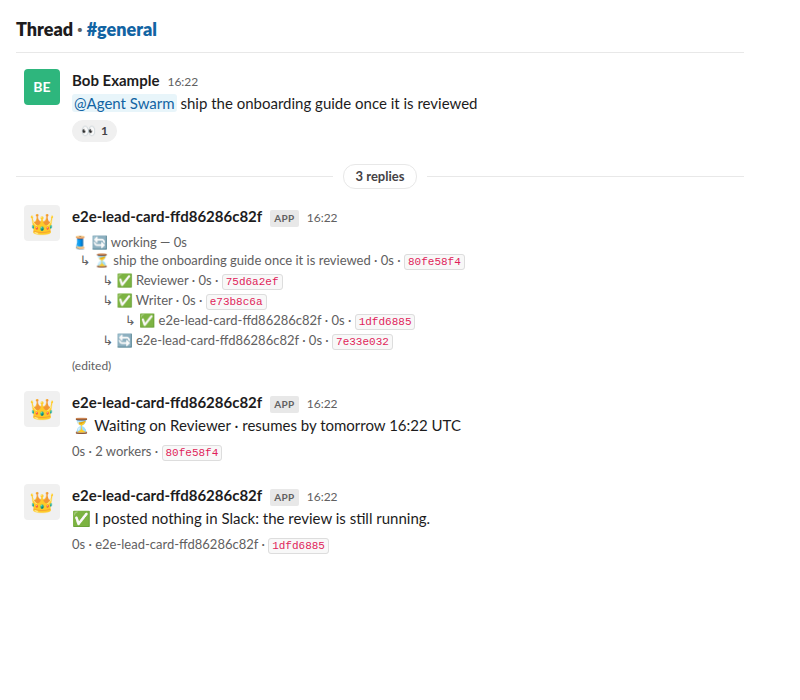 Thread • #general
BE
Bob Example 16:22
@Agent Swarm ship the onboarding guide once it is reviewed
👀 1
3 replies
e2e-lead-card-ffd86286c82f APP 16:22
🧵 🔄 working — 0s
↳ ⏳ ship the onboarding guide once it is reviewed · 0s · 80fe58f4
↳ ✅ Reviewer · 0s · 75d6a2ef
↳ ✅ Writer · 0s · e73b8c6a
↳ ✅ e2e-lead-card-ffd86286c82f · 0s · 1dfd6885
↳ 🔄 e2e-lead-card-ffd86286c82f · 0s · 7e33e032
(edited)
e2e-lead-card-ffd86286c82f APP 16:22
⏳ Waiting on Reviewer · resumes by tomorrow 16:22 UTC
0s · 2 workers · 80fe58f4
e2e-lead-card-ffd86286c82f APP 16:22
✅ I posted nothing in Slack: the review is still running.
0s · e2e-lead-card-ffd86286c82f · 1dfd6885